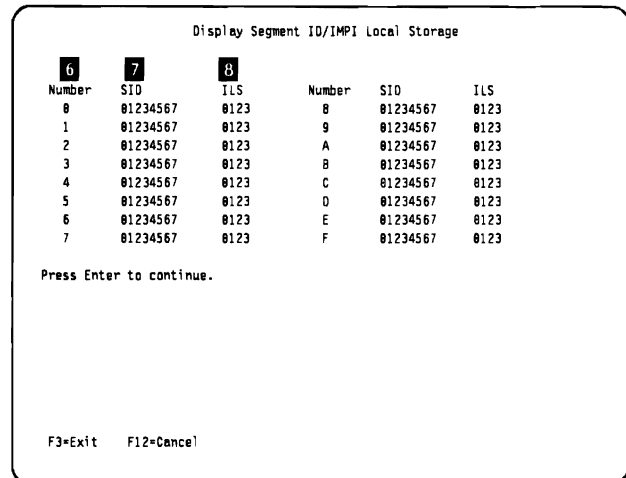 Display Segment ID/IMPI Local Storage
6 7 8
Number SID ILS Number SID ILS
0 01234567 0123 8 01234567 0123
1 01234567 0123 9 01234567 0123
2 01234567 0123 A 01234567 0123
3 01234567 0123 B 01234567 0123
4 01234567 0123 C 01234567 0123
5 01234567 0123 D 01234567 0123
6 01234567 0123 E 01234567 0123
7 01234567 0123 F 01234567 0123
Press Enter to continue.
F3=Exit F12=Cancel